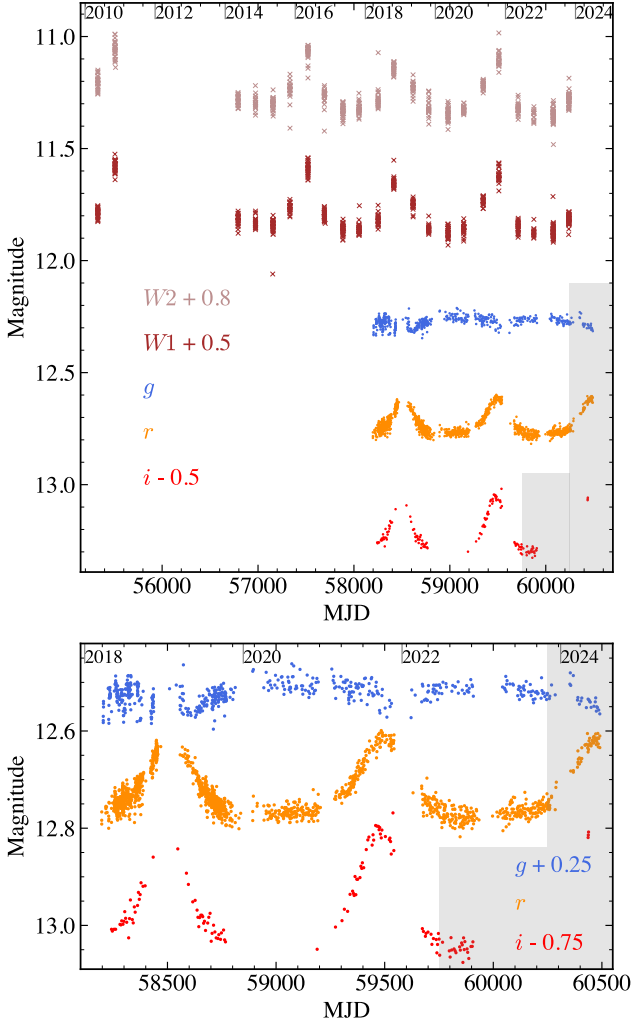 2010 2012 2014 2016 2018 2020 2022 2024
11.0
11.5
12.0
12.5
13.0
Magnitude
W2 + 0.8
W1 + 0.5
g
r
i - 0.5
56000 57000 58000 59000 60000
MJD
2018 2020 2022 2024
12.6
12.8
13.0
Magnitude
g + 0.25
r
i - 0.75
58500 59000 59500 60000 60500
MJD